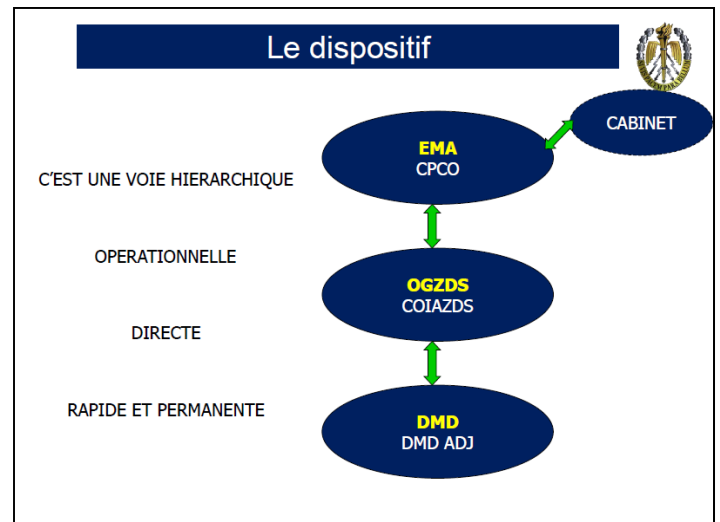 Le dispositif
CABINET
EMA
CPCO
C'EST UNE VOIE HIERARCHIQUE
OPERATIONNELLE
OGZDS
COIAZDS
DIRECTE
RAPIDE ET PERMANENTE
DMD
DMD ADJ